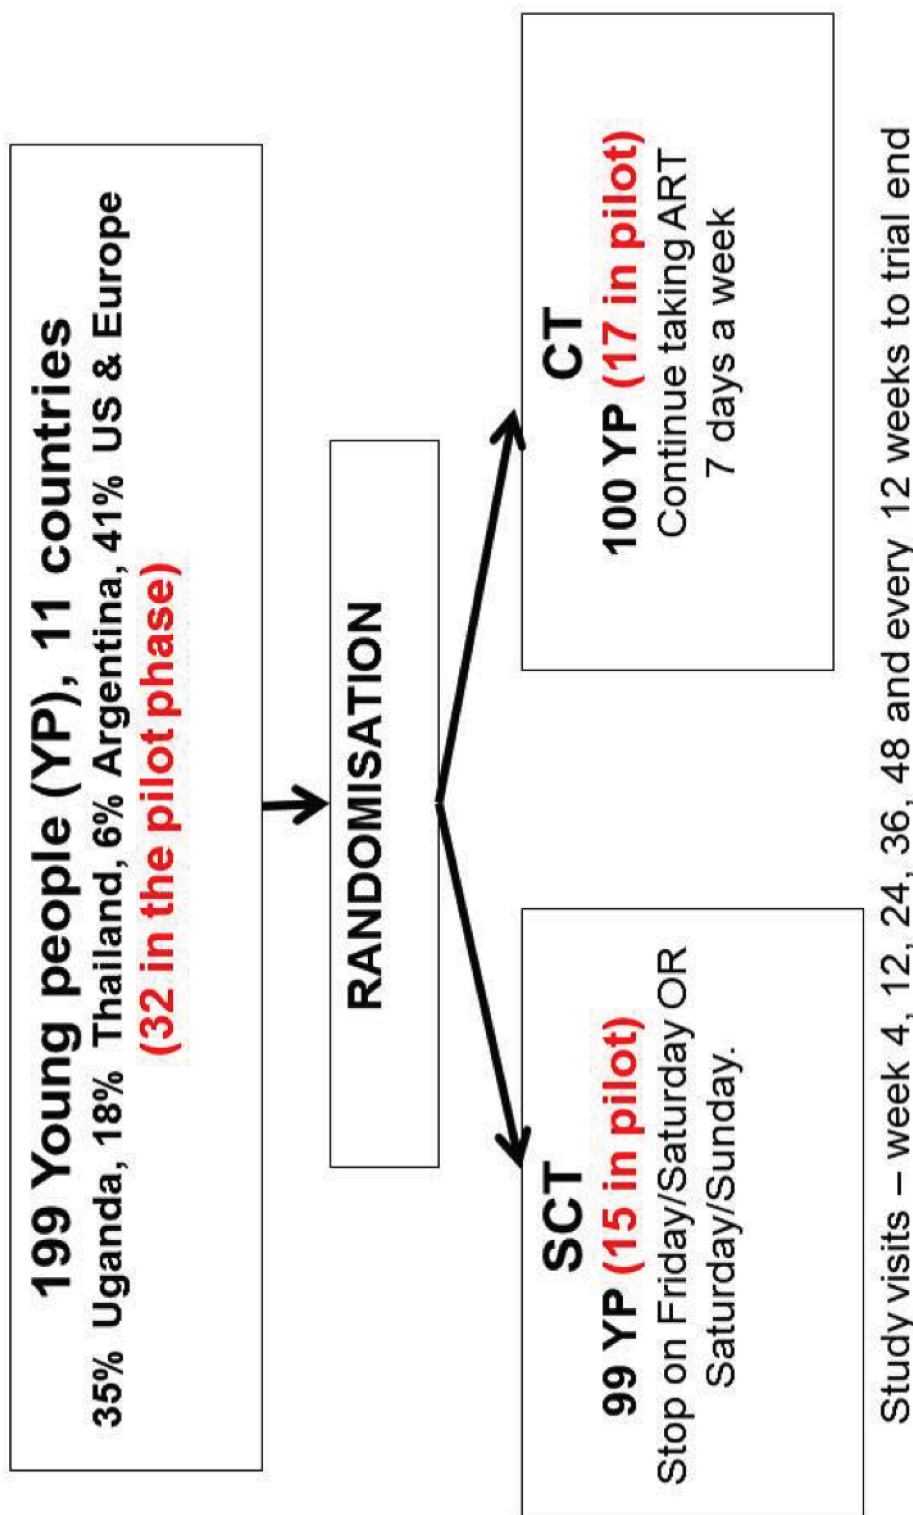 199 Young people (YP), 11 countries
35% Uganda, 18% Thailand, 6% Argentina, 41% US & Europe
(32 in the pilot phase)
RANDOMISATION
SCT
99 YP (15 in pilot)
Stop on Friday/Saturday OR
Saturday/Sunday.
CT
100 YP (17 in pilot)
Continue taking ART
7 days a week
Study visits – week 4, 12, 24, 36, 48 and every 12 weeks to trial end